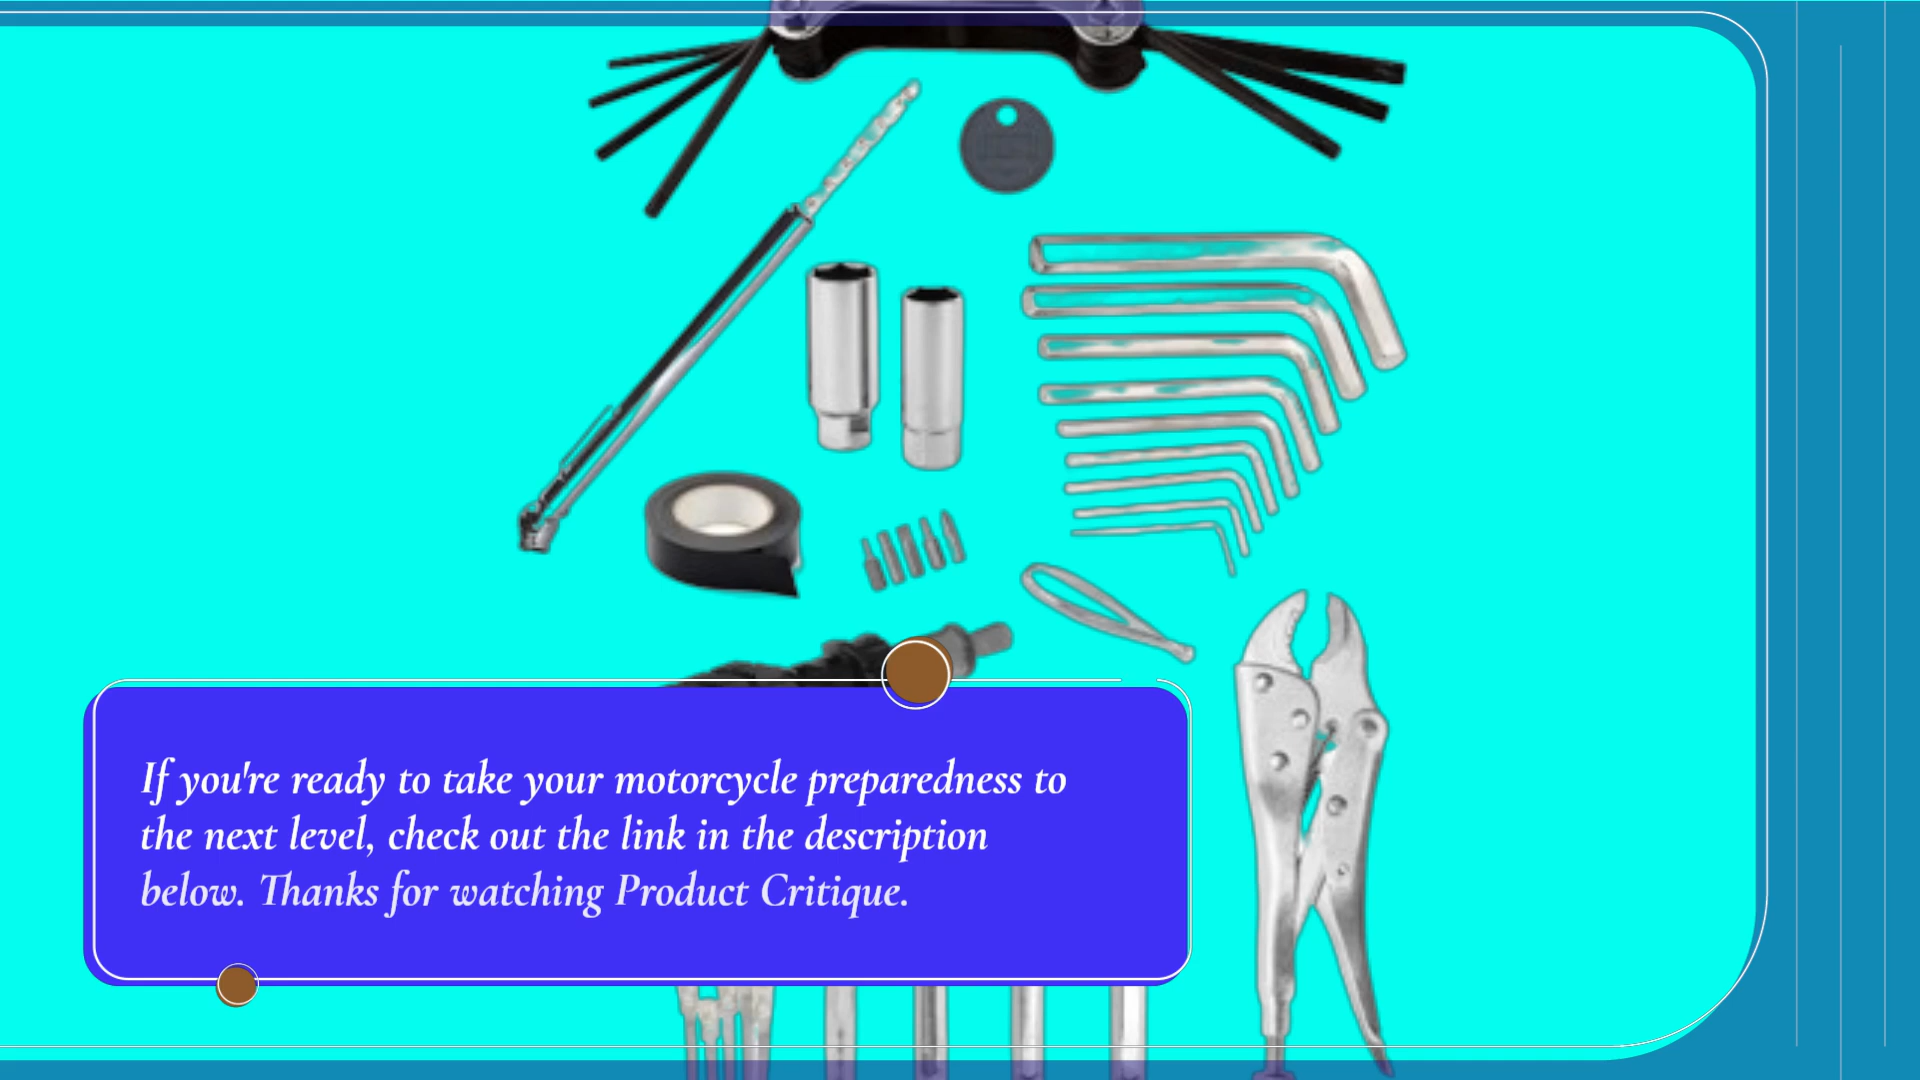 If you're ready to take your motorcycle preparedness to
the next level, check out the link in the description
below. Thanks for watching Product Critique.